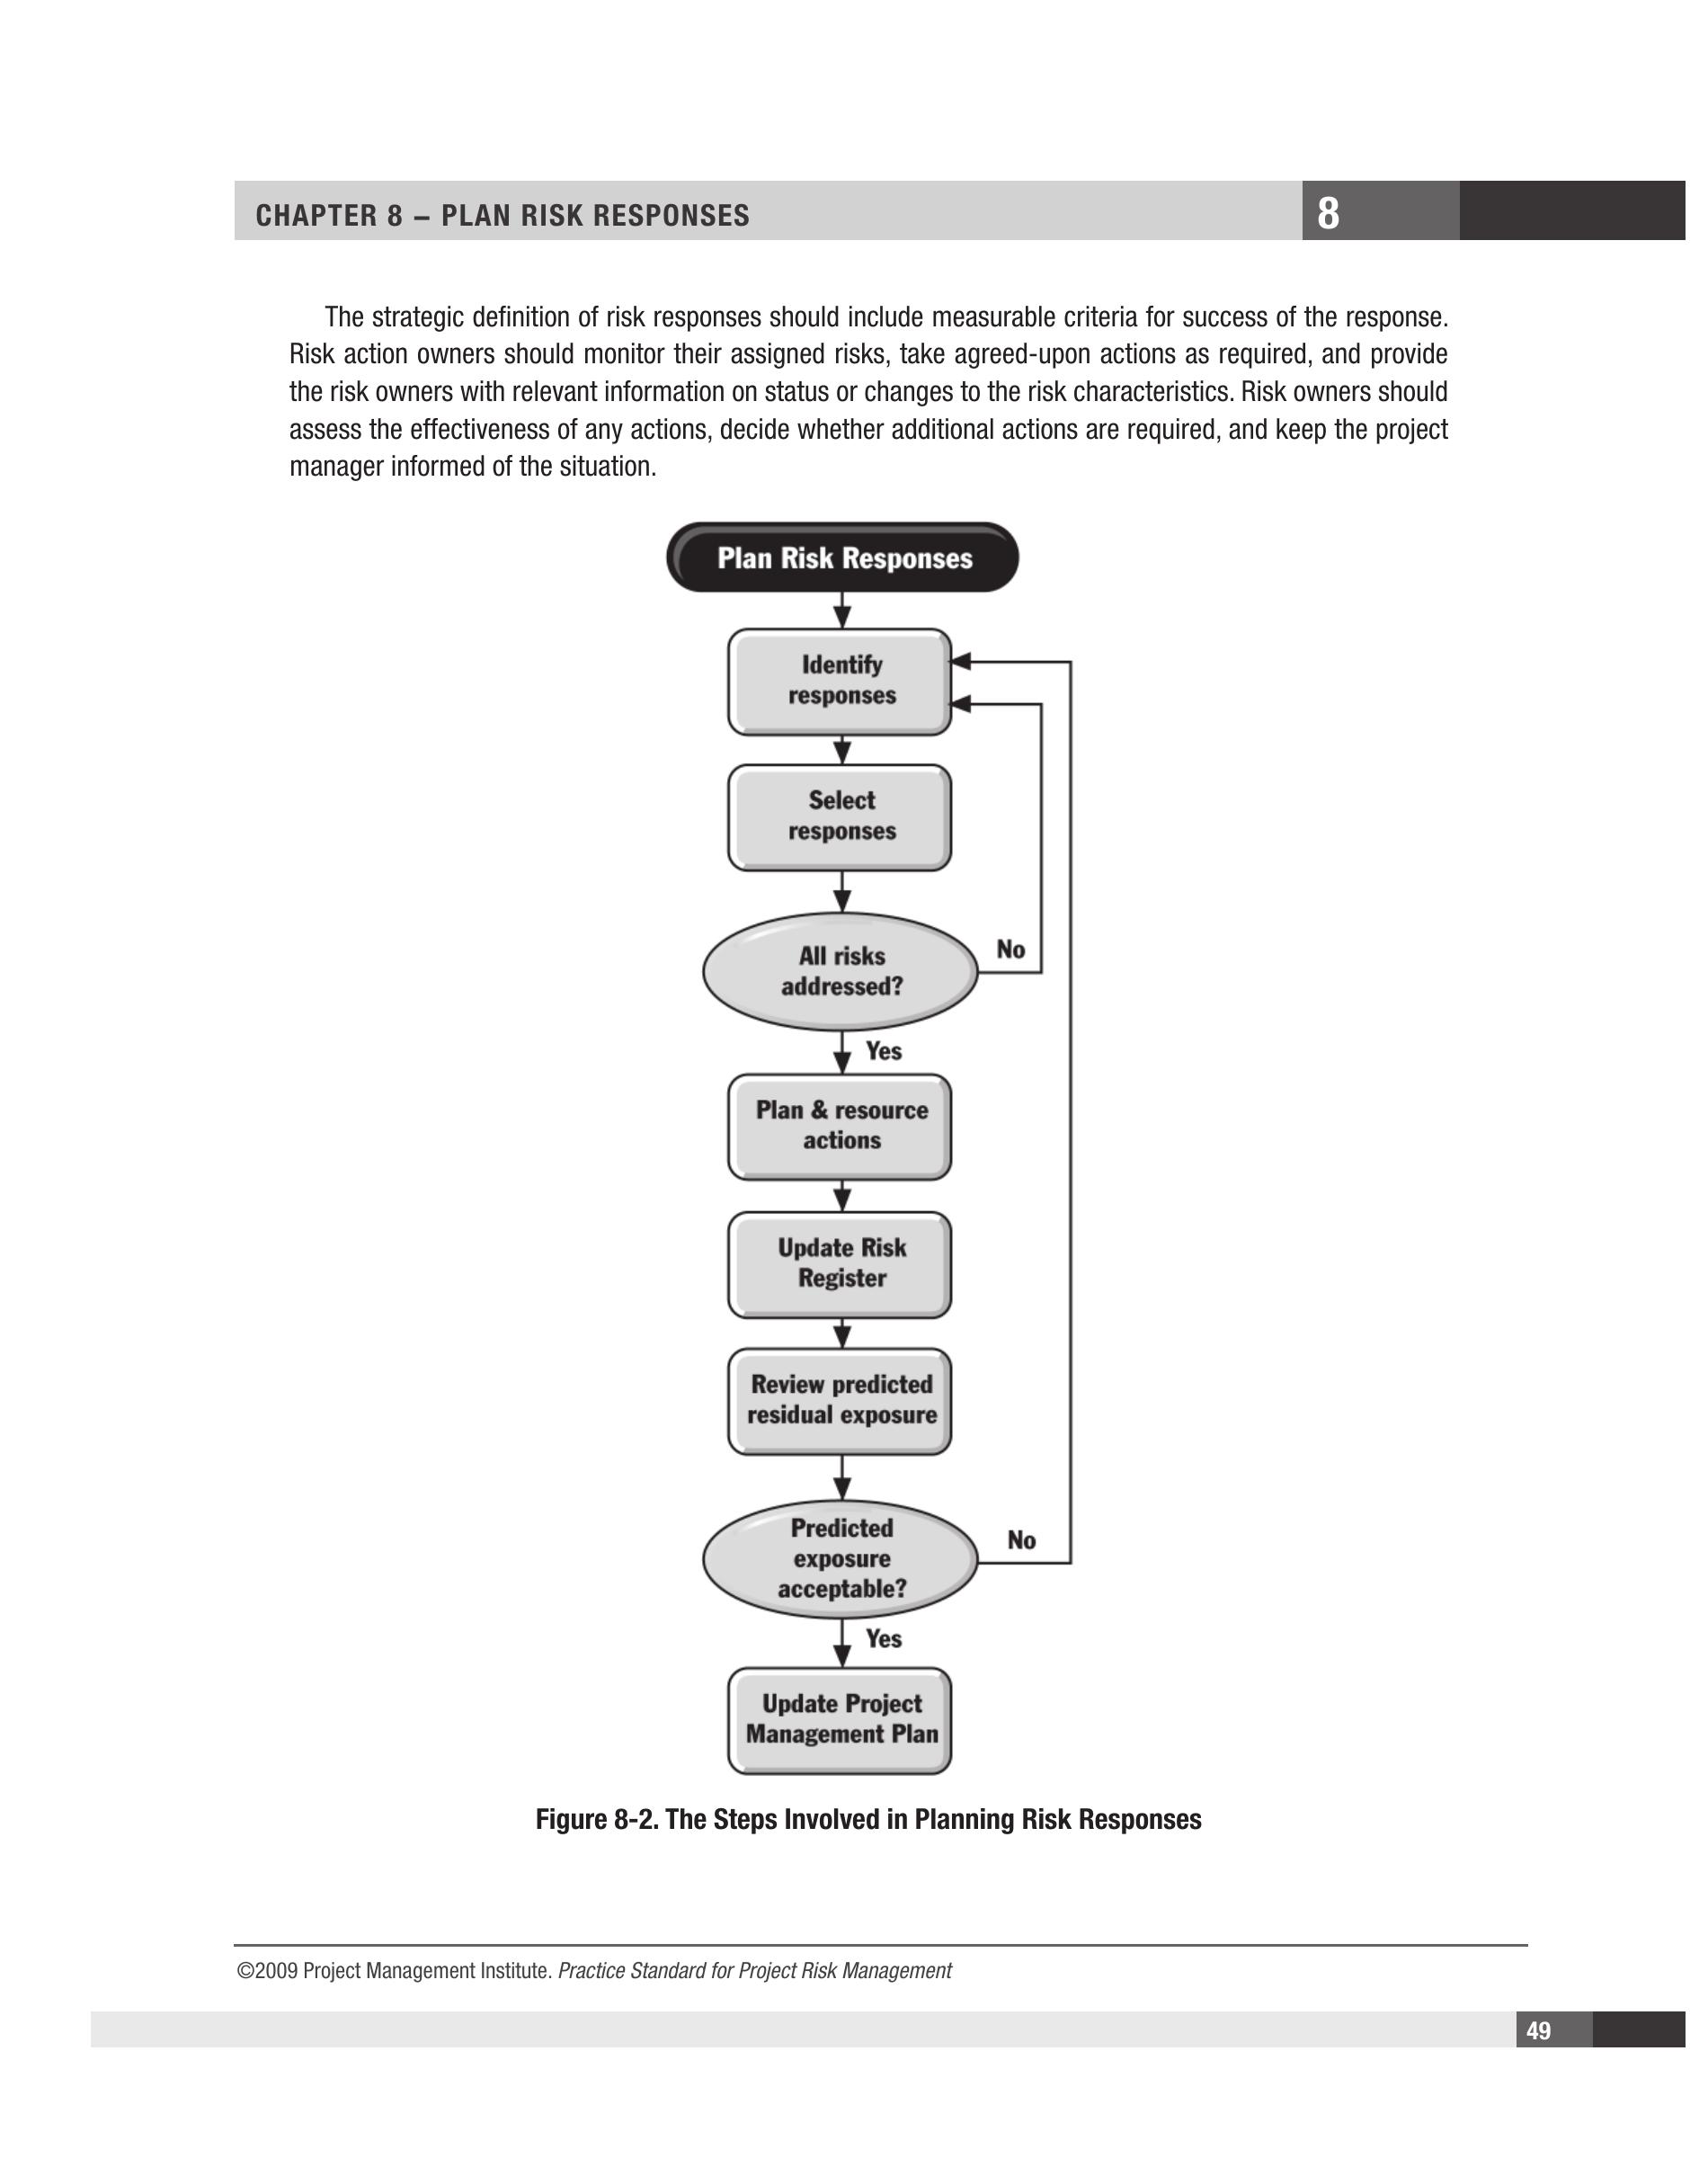 CHAPTER 8 – PLAN RISK RESPONSES
8
The strategic definition of risk responses should include measurable criteria for success of the response.
Risk action owners should monitor their assigned risks, take agreed-upon actions as required, and provide
the risk owners with relevant information on status or changes to the risk characteristics. Risk owners should
assess the effectiveness of any actions, decide whether additional actions are required, and keep the project
manager informed of the situation.
Plan Risk Responses
Identify
responses
Select
responses
All risks
addressed?
No
Yes
Plan & resource
actions
Update Risk
Register
Review predicted
residual exposure
Predicted
exposure
acceptable?
No
Yes
Update Project
Management Plan
Figure 8-2. The Steps Involved in Planning Risk Responses
©2009 Project Management Institute. Practice Standard for Project Risk Management
49